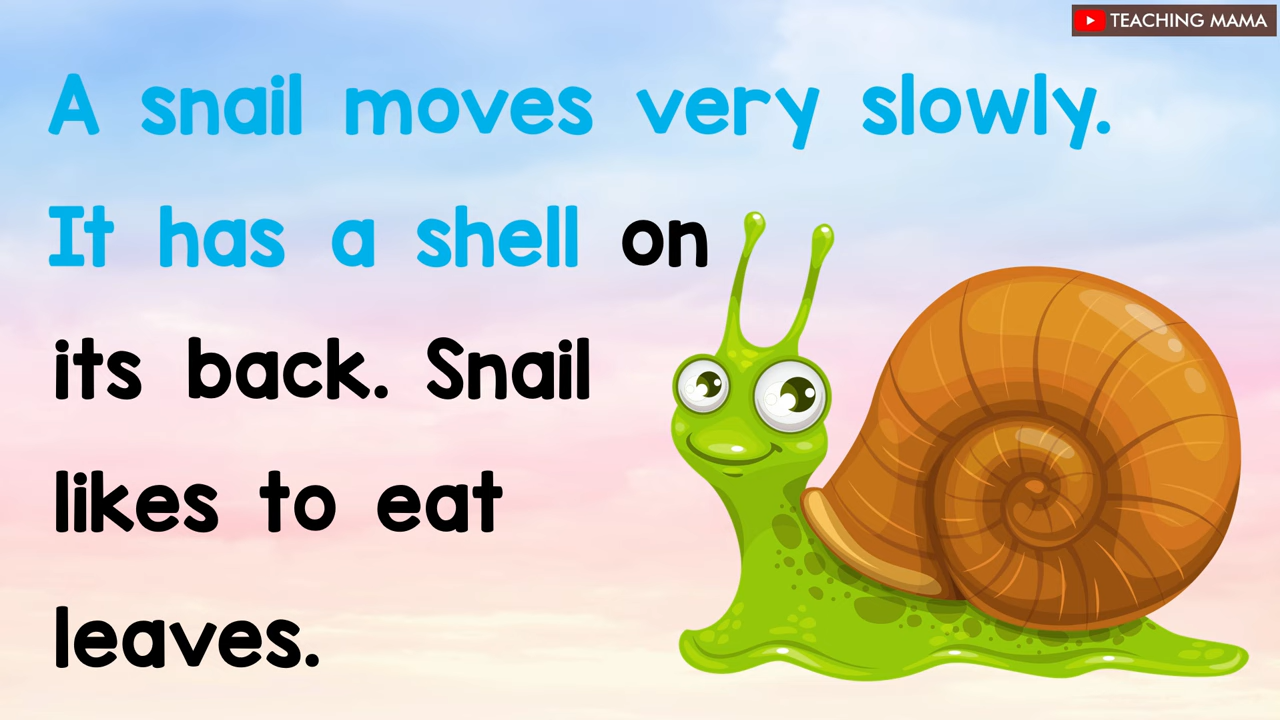 TEACHING MAMA
A snail moves very slowly.
It has a shell on
its back. Snail
likes to eat
leaves.